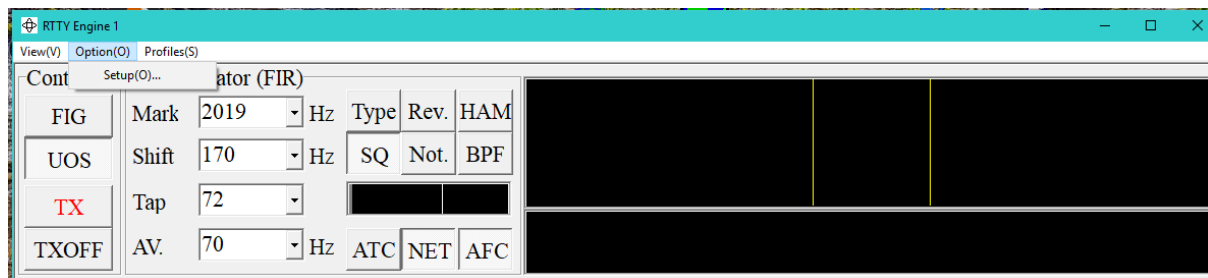 RTTY Engine 1
View(V) Option(O) Profiles(S)
Setup(O)...
Cont ator (FIR)
FIG Mark 2019 Hz Type Rev. HAM
UOS Shift 170 Hz SQ Not. BPF
TX Tap 72
TXOFF AV. 70 Hz ATC NET AFC